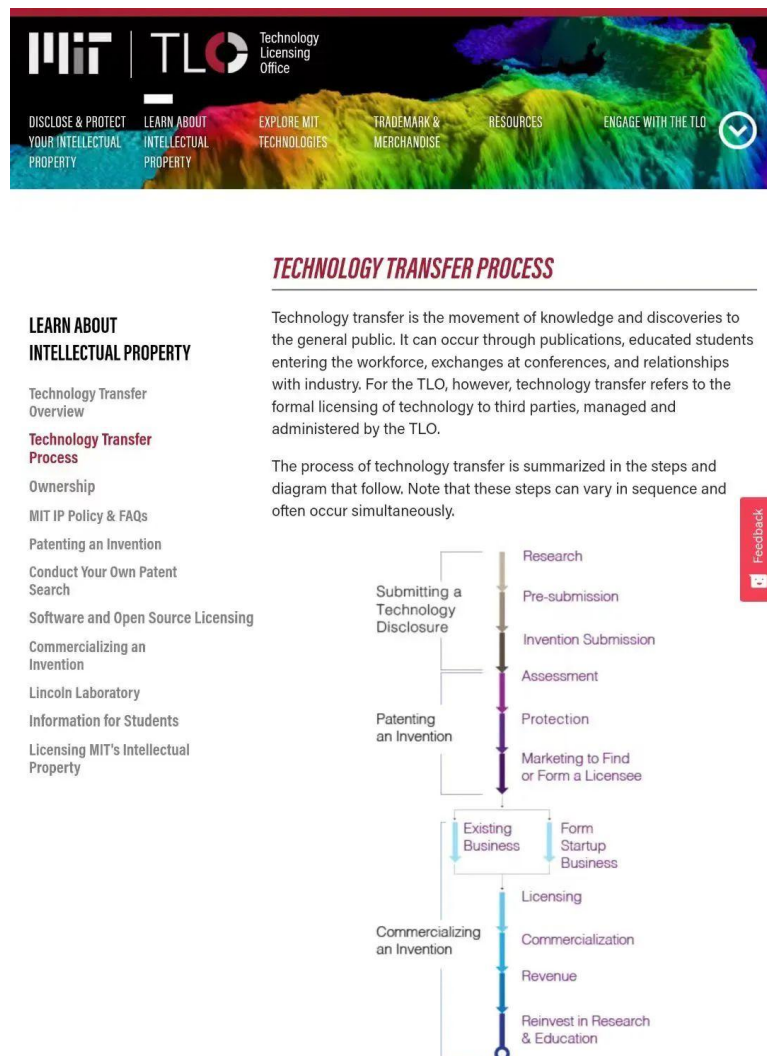 MIT
TLO
Technology
Licensing
Office
DISCLOSE & PROTECT
YOUR INTELLECTUAL
PROPERTY
LEARN ABOUT
INTELLECTUAL
PROPERTY
EXPLORE MIT
TECHNOLOGIES
TRADEMARK &
MERCHANDISE
RESOURCES
ENGAGE WITH THE TLO
LEARN ABOUT
INTELLECTUAL PROPERTY
Technology Transfer
Overview
Technology Transfer
Process
Ownership
MIT IP Policy & FAQs
Patenting an Invention
Conduct Your Own Patent
Search
Software and Open Source Licensing
Commercializing an
Invention
Lincoln Laboratory
Information for Students
Licensing MIT's Intellectual
Property
TECHNOLOGY TRANSFER PROCESS
Technology transfer is the movement of knowledge and discoveries to
the general public. It can occur through publications, educated students
entering the workforce, exchanges at conferences, and relationships
with industry. For the TLO, however, technology transfer refers to the
formal licensing of technology to third parties, managed and
administered by the TLO.
The process of technology transfer is summarized in the steps and
diagram that follow. Note that these steps can vary in sequence and
often occur simultaneously.
Feedback
Submitting a
Technology
Disclosure
Research
Pre-submission
Invention Submission
Patenting
an Invention
Assessment
Protection
Marketing to Find
or Form a Licensee
Existing
Business
Form
Startup
Business
Commercializing
an Invention
Licensing
Commercialization
Revenue
Reinvest in Research
& Education